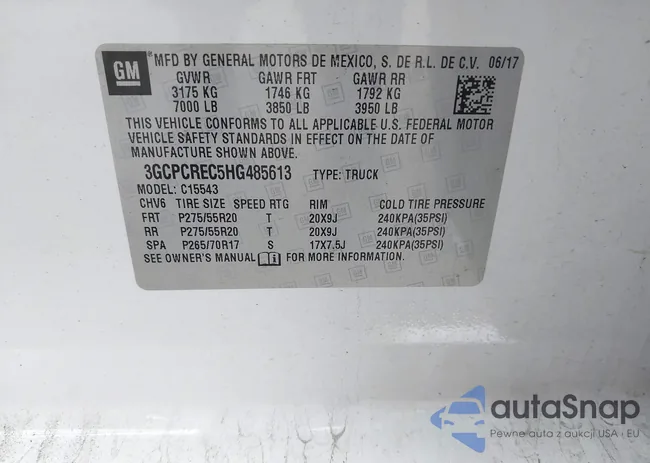 GM
MFD BY GENERAL MOTORS DE MEXICO, S. DE R.L. DE C.V. 06/17
GVWR GAWR FRT GAWR RR
3175 KG 1746 KG 1792 KG
7000 LB 3850 LB 3950 LB
THIS VEHICLE CONFORMS TO ALL APPLICABLE U.S. FEDERAL MOTOR
VEHICLE SAFETY STANDARDS IN EFFECT ON THE DATE OF
MANUFACTURE SHOWN ABOVE.
3GCPCREC5HG485613 TYPE: TRUCK
MODEL: C15543
CHV6 TIRE SIZE SPEED RTG RIM COLD TIRE PRESSURE
FRT P275/55R20 T 20X9J 240KPA(35PSI)
RR P275/55R20 T 20X9J 240KPA(35PSI)
SPA P265/70R17 S 17X7.5J 240KPA(35PSI)
SEE OWNER'S MANUAL FOR MORE INFORMATION.
autaSnap
Pewne auta z aukcji USA i EU